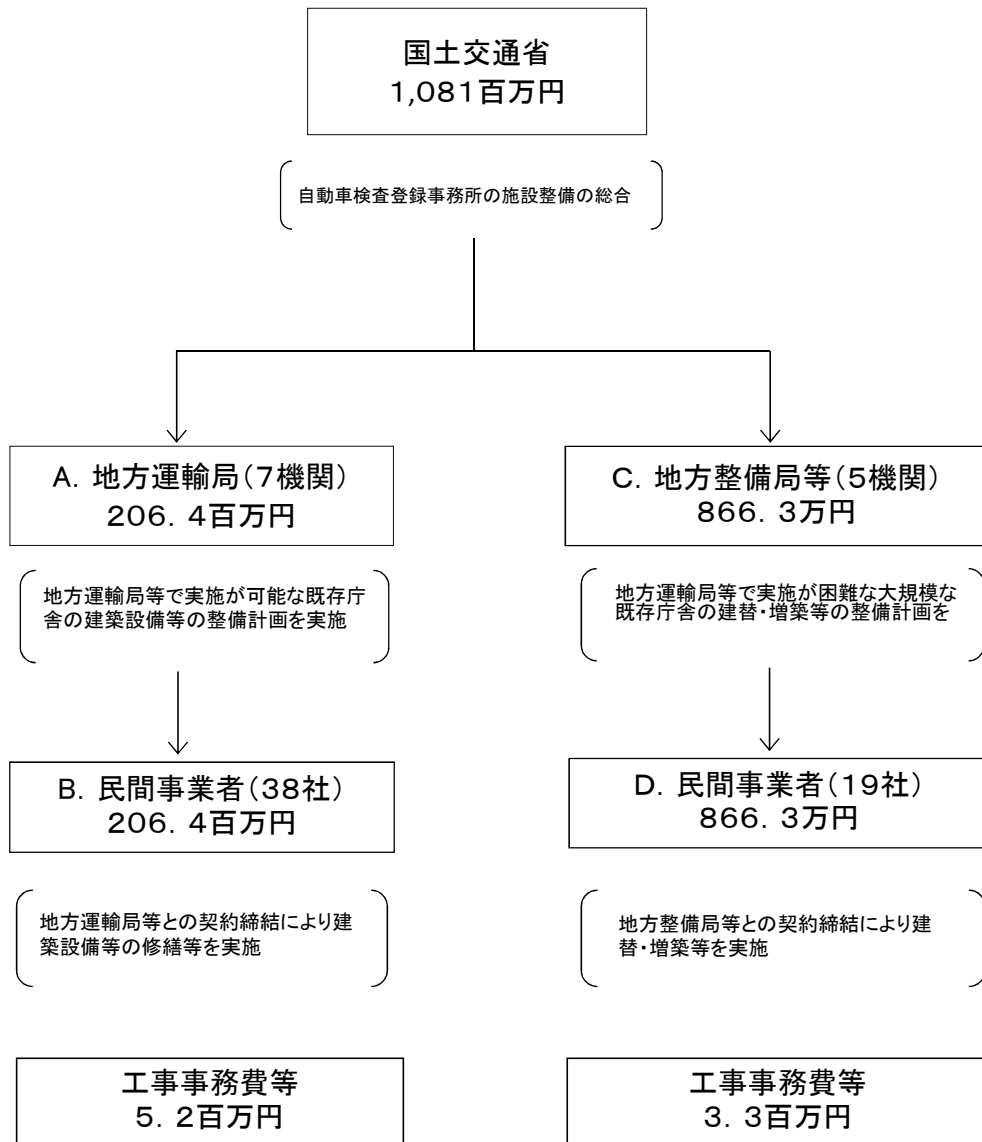 国土交通省
1,081百万円
自動車検査登録事務所の施設整備の総合
A. 地方運輸局(7機関)
206. 4百万円
C. 地方整備局等(5機関)
866. 3万円
地方運輸局等で実施が可能な既存庁
舎の建築設備等の整備計画を実施
地方運輸局等で実施が困難な大規模な
既存庁舎の建替・増築等の整備計画を
B. 民間事業者(38社)
206. 4百万円
D. 民間事業者(19社)
866. 3万円
地方運輸局等との契約締結により建
築設備等の修繕等を実施
地方整備局等との契約締結により建
替・増築等を実施
工事事務費等
5. 2百万円
工事事務費等
3. 3百万円